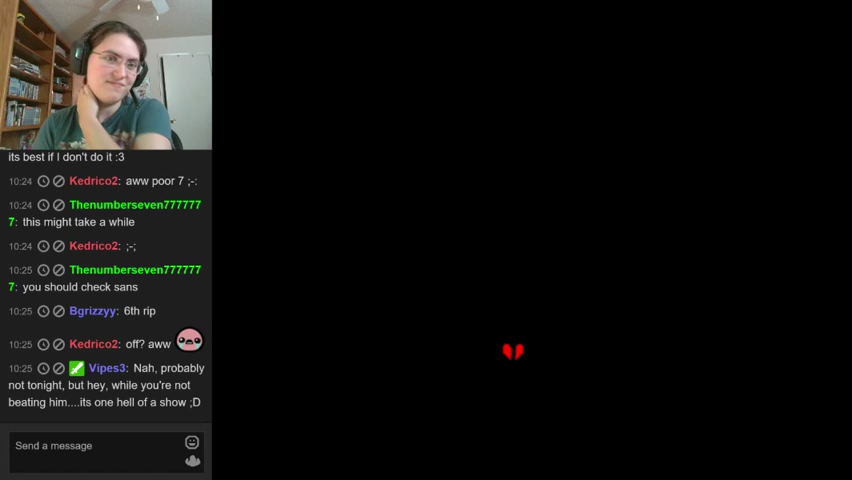 its best if I don't do it :3
10:24 Kedrico2: aww poor 7 ;-:
10:24 Thenumberseven777777
7: this might take a while
10:24 Kedrico2: ;-;
10:25 Thenumberseven777777
7: you should check sans
10:25 Bgrizzyy: 6th rip
10:25 Kedrico2: off? aww
10:25 Vipes3: Nah, probably
not tonight, but hey, while you're not
beating him....its one hell of a show ;D
Send a message